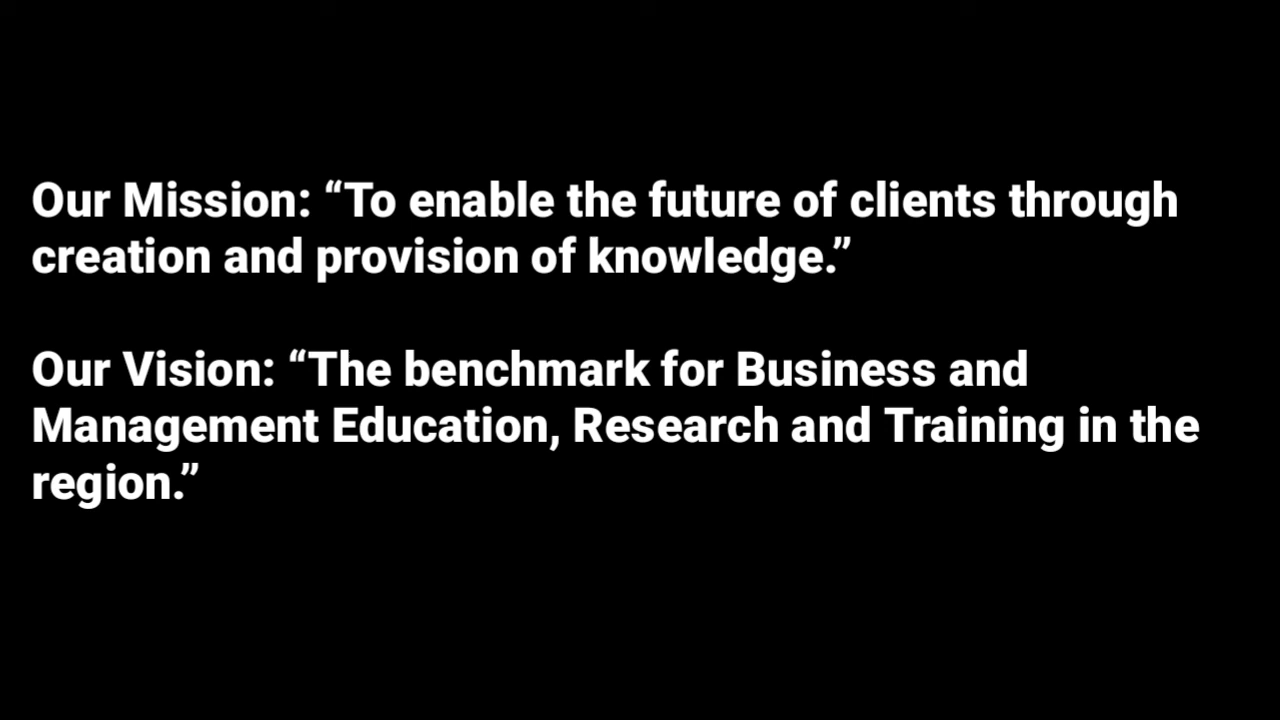 Our Mission: “To enable the future of clients through
creation and provision of knowledge.”
Our Vision: “The benchmark for Business and
Management Education, Research and Training in the
region.”